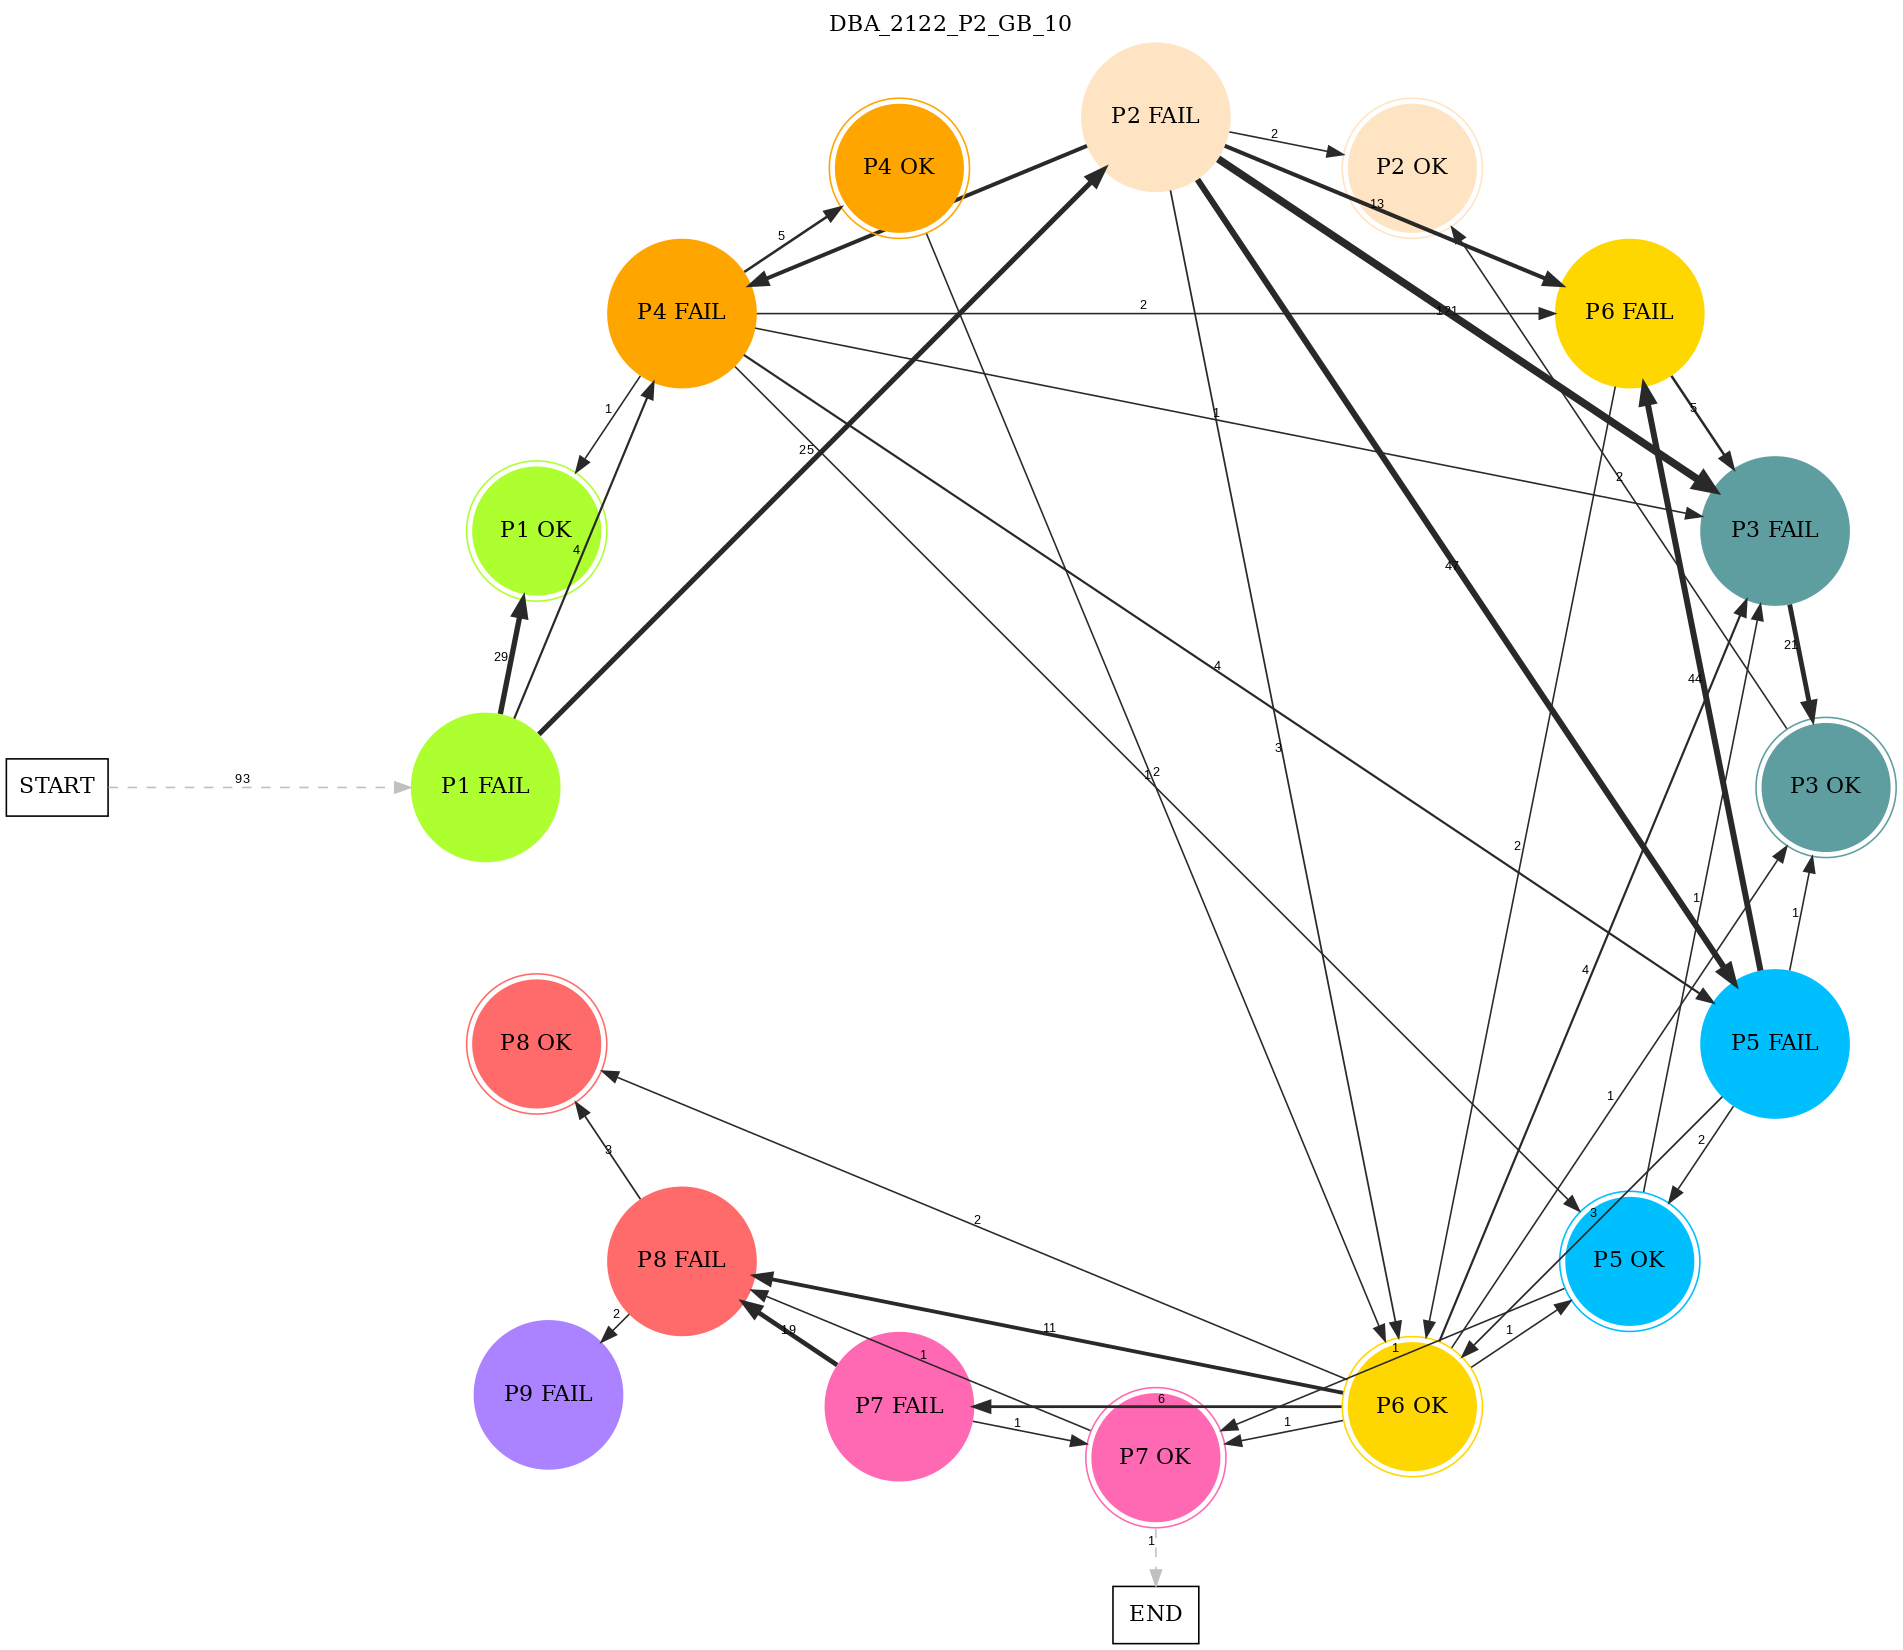 DBA_2122_P2_GB_10
P2 FAIL
P4 OK
P2 OK
2
13
5
P4 FAIL
P6 FAIL
2
1
5
1
25
2
P1 OK
P3 FAIL
4
47
29
4
21
44
3
START
93
P1 FAIL
1
2
P3 OK
2
1
1
4
P8 OK
P5 FAIL
1
3
2
2
3
P8 FAIL
P5 OK
2
19
11
1
1
1
P9 FAIL
P7 FAIL
6
P6 OK
1
1
P7 OK
1
END